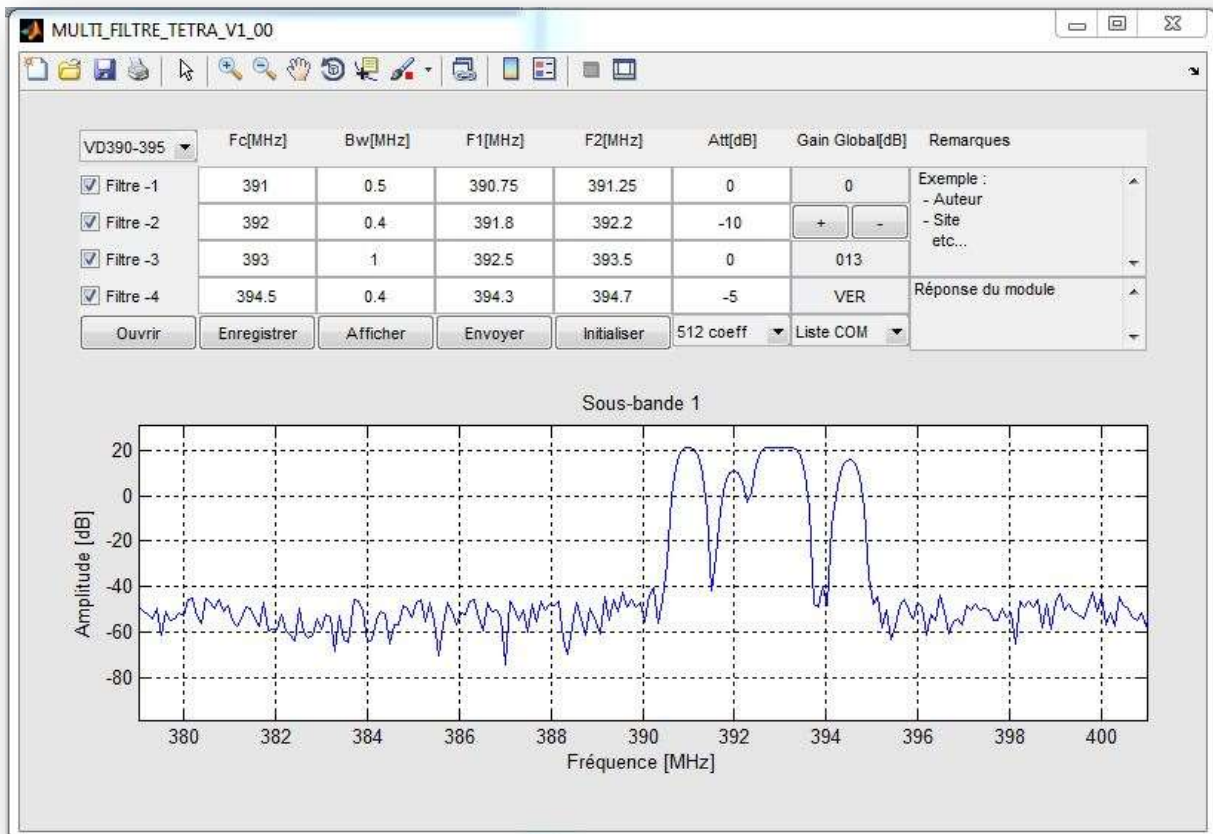 MULTI_FILTRE_TETRA_V1_00
VD390-395 Fc[MHz] Bw[MHz] F1[MHz] F2[MHz] Att[dB] Gain Global[dB] Remarques
Filtre -1 391 0.5 390.75 391.25 0 0
Filtre -2 392 0.4 391.8 392.2 -10 + -
Filtre -3 393 1 392.5 393.5 0 013
Filtre -4 394.5 0.4 394.3 394.7 -5 VER
Exemple :
- Auteur
- Site
etc...
Réponse du module
Ouvrir Enregistrer Afficher Envoyer Initialiser 512 coeff Liste COM
Sous-bande 1
Amplitude [dB]
20
0
-20
-40
-60
-80
380 382 384 386 388 390 392 394 396 398 400
Fréquence [MHz]